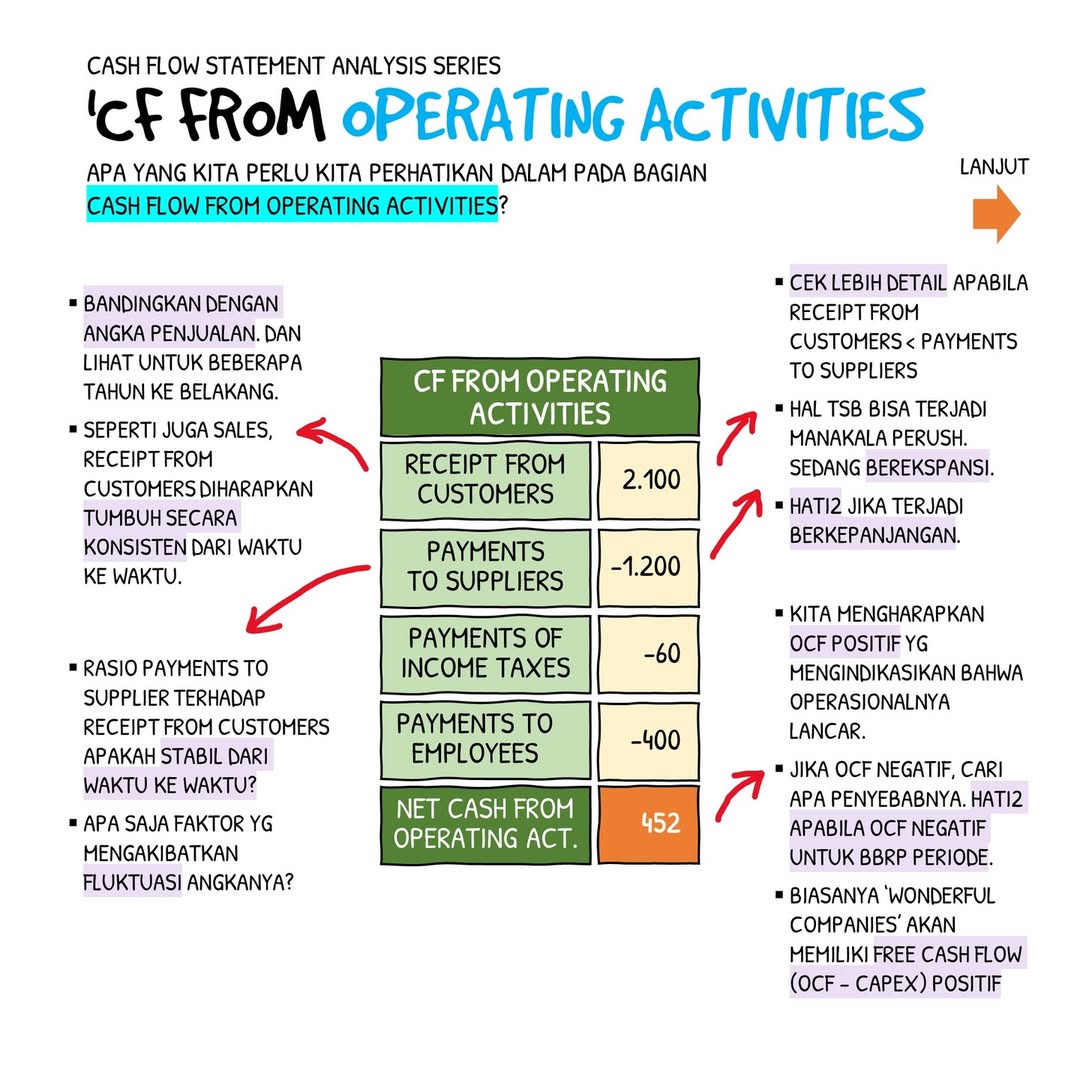 CASH FLOW STATEMENT ANALYSIS SERIES
'CF FROM OPERATING ACTIVITIES
APA YANG KITA PERLU KITA PERHATIKAN DALAM PADA BAGIAN
CASH FLOW FROM OPERATING ACTIVITIES?
LANJUT
▪ BANDINGKAN DENGAN
ANGKA PENJUALAN. DAN
LIHAT UNTUK BEBERAPA
TAHUN KE BELAKANG.
▪ SEPERTI JUGA SALES,
RECEIPT FROM
CUSTOMERS DIHARAPKAN
TUMBUH SECARA
KONSISTEN DARI WAKTU
KE WAKTU.
▪ RASIO PAYMENTS TO
SUPPLIER TERHADAP
RECEIPT FROM CUSTOMERS
APAKAH STABIL DARI
WAKTU KE WAKTU?
▪ APA SAJA FAKTOR YG
MENGAKIBATKAN
FLUKTUASI ANGKANYA?
CF FROM OPERATING
ACTIVITIES
RECEIPT FROM
CUSTOMERS
2.100
PAYMENTS
TO SUPPLIERS
-1.200
PAYMENTS OF
INCOME TAXES
-60
PAYMENTS TO
EMPLOYEES
-400
NET CASH FROM
OPERATING ACT.
452
▪ CEK LEBIH DETAIL APABILA
RECEIPT FROM
CUSTOMERS < PAYMENTS
TO SUPPLIERS
▪ HAL TSB BISA TERJADI
MANAKALA PERUSH.
SEDANG BEREKSPANSI.
▪ HATI2 JIKA TERJADI
BERKEPANJANGAN.
▪ KITA MENGHARAPKAN
OCF POSITIF YG
MENGINDIKASIKAN BAHWA
OPERASIONALNYA
LANCAR.
▪ JIKA OCF NEGATIF, CARI
APA PENYEBABNYA. HATI2
APABILA OCF NEGATIF
UNTUK BBRP PERIODE.
▪ BIASANYA 'WONDERFUL
COMPANIES' AKAN
MEMILIKI FREE CASH FLOW
(OCF - CAPEX) POSITIF